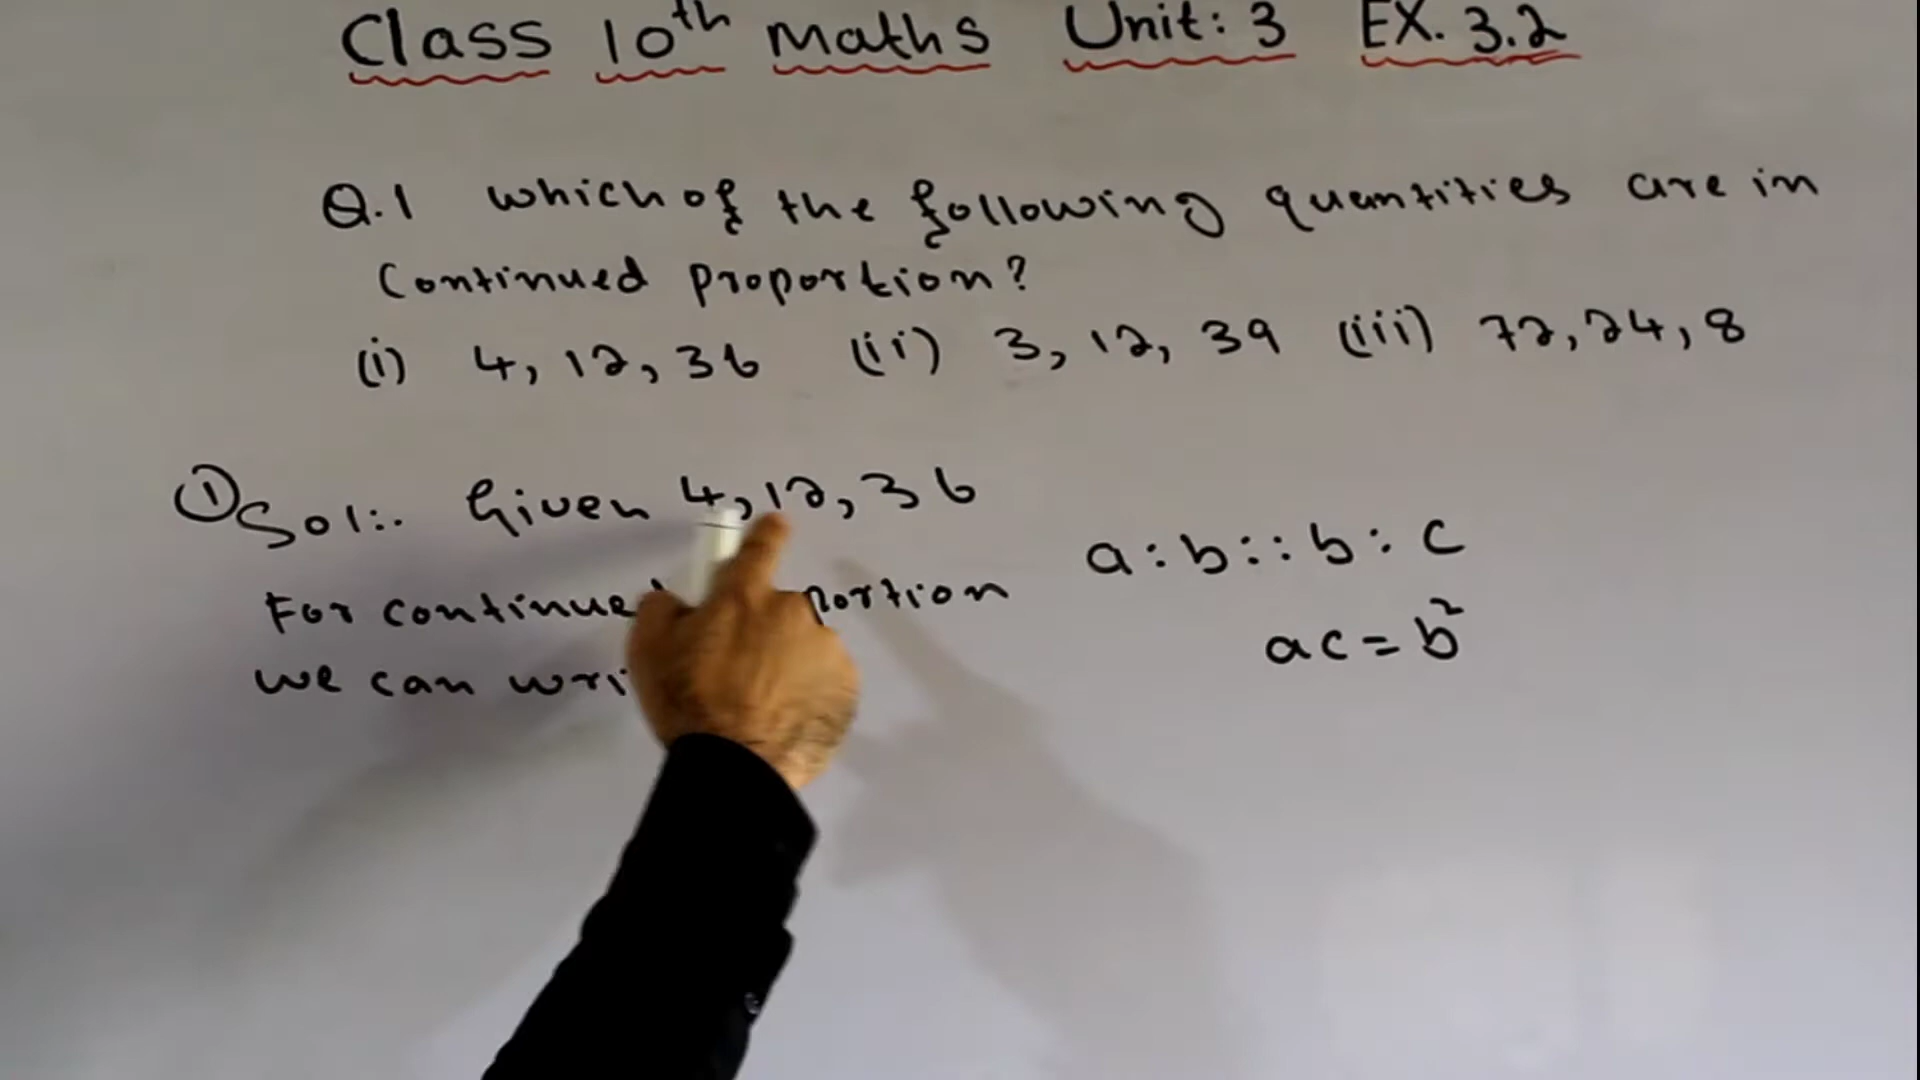 Class 10th Maths Unit: 3 EX. 3.2
Q.1 which of the following quantities are in
Continued proportion?
(i) 4, 12, 36 (ii) 3, 12, 39 (iii) 72, 24, 8
① Sol:. Given 4, 12, 36
a : b :: b : c
For continued portion
ac = b²
we can wri